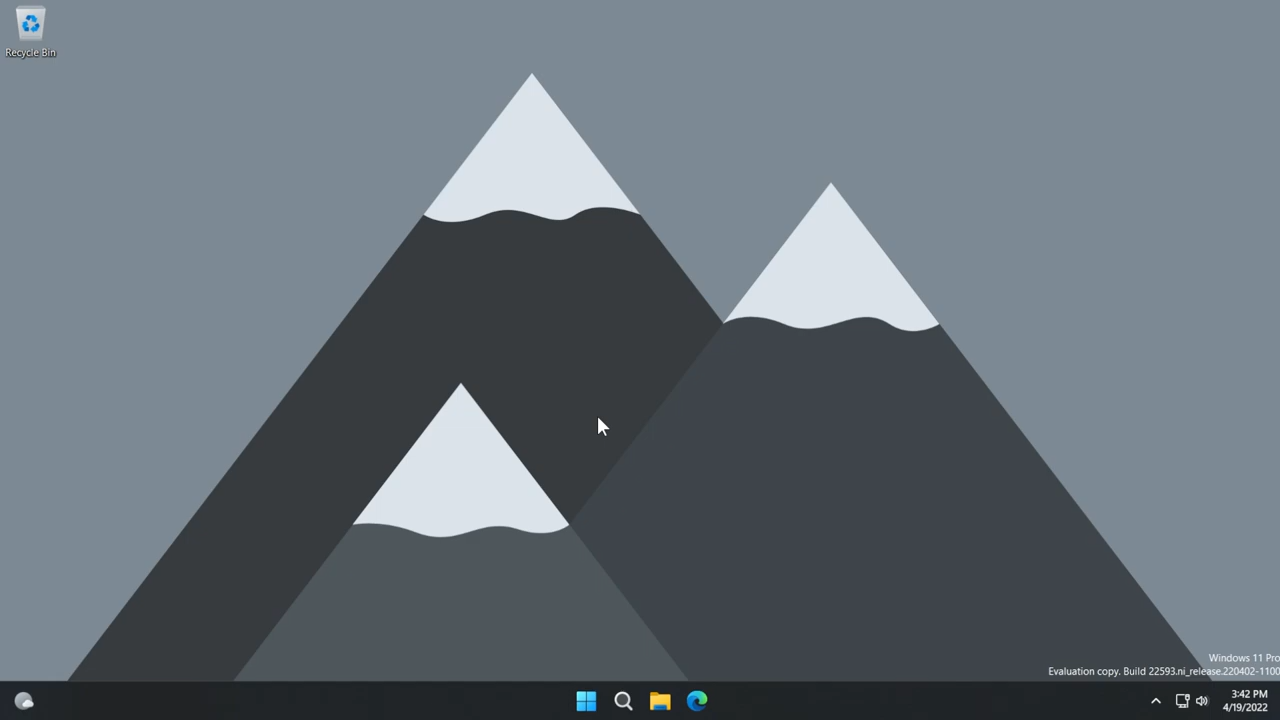 Recycle Bin
Windows 11 Pro
Evaluation copy. Build 22593.ni_release.220402-1100
3:42 PM
4/19/2022